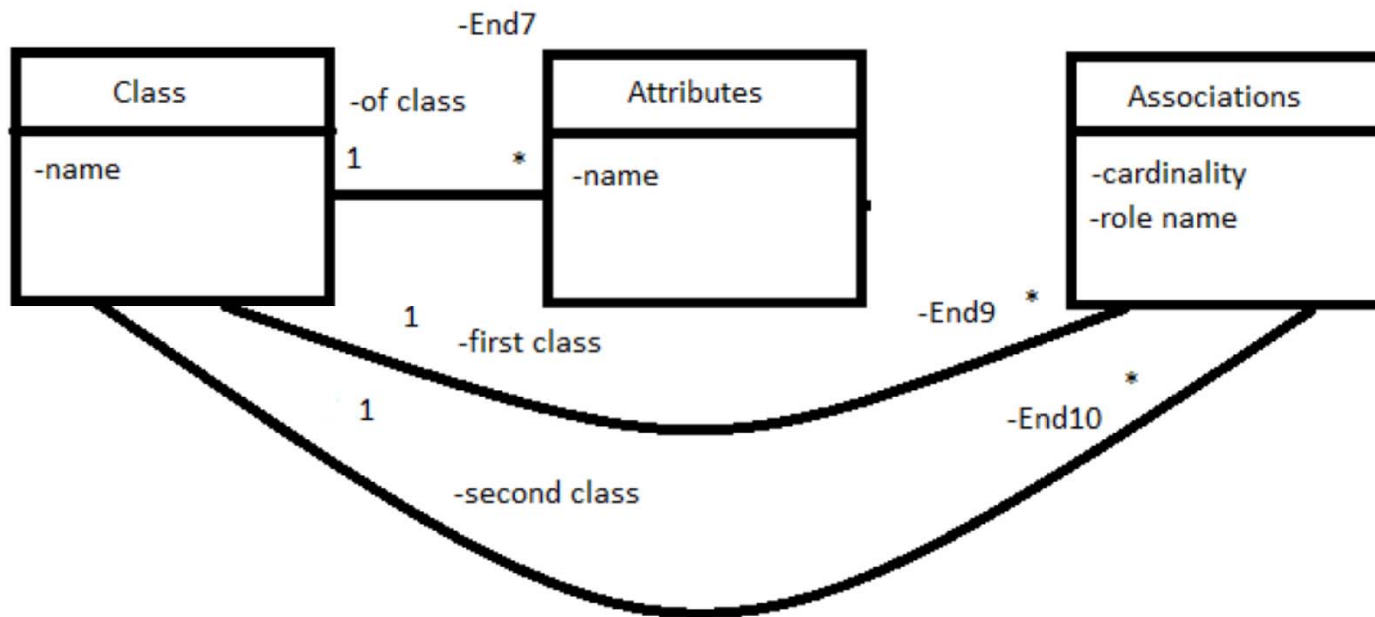 -End7
Class
-of class
Attributes
Associations
1
*
-name
-name
-cardinality
-role name
1
-first class
-End9
*
1
-second class
-End10
*